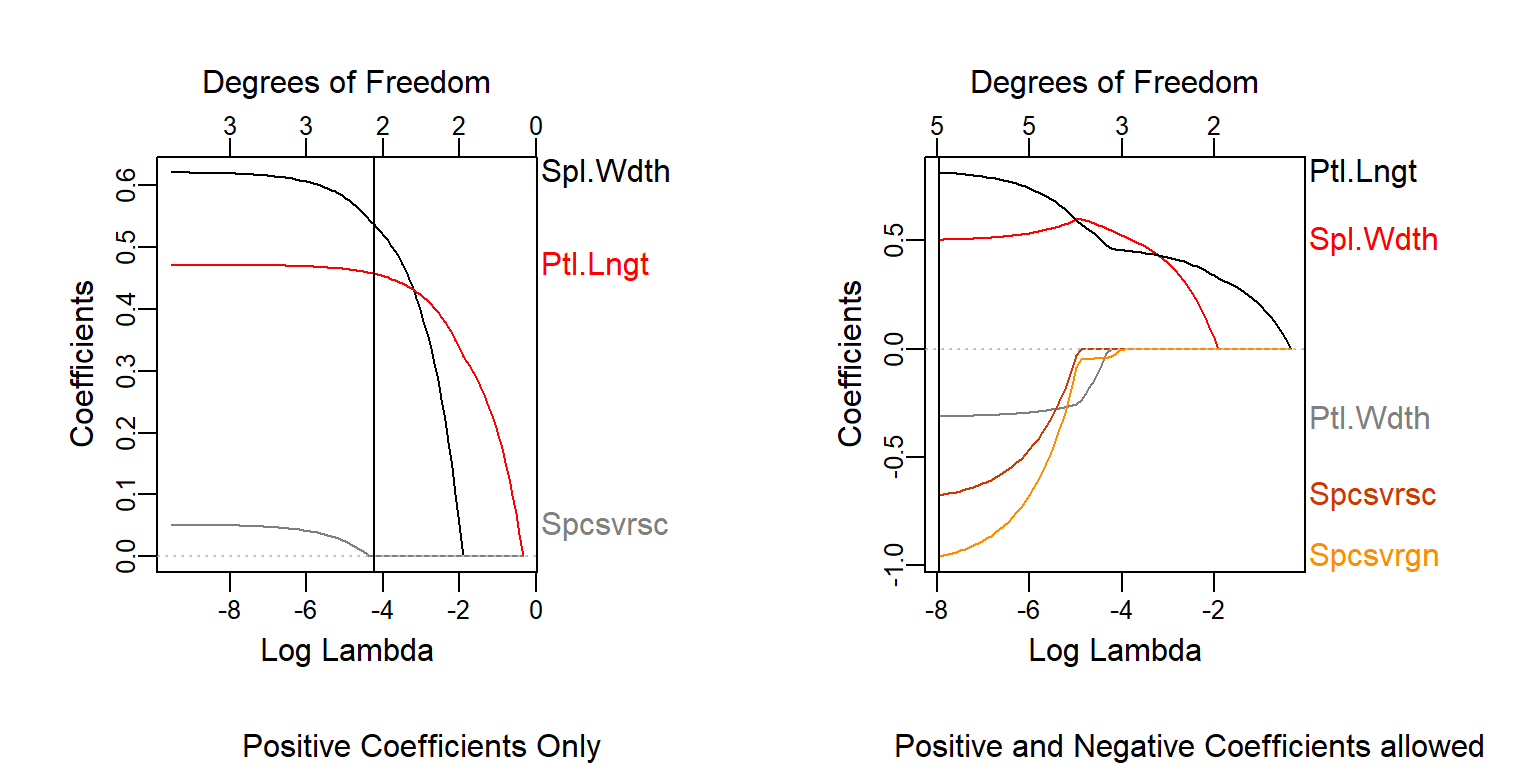 Degrees of Freedom
3 3 2 2 0
Spl.Wdth
Ptl.Lngt
Spcsvrsc
Coefficients
0.6
0.5
0.4
0.3
0.2
0.1
0.0
-8 -6 -4 -2 0
Log Lambda
Positive Coefficients Only
Degrees of Freedom
5 5 3 2
Ptl.Lngt
Spl.Wdth
Ptl.Wdth
Spcsvrsc
Spcsvrgn
Coefficients
0.5
0.0
-0.5
-1.0
-8 -6 -4 -2
Log Lambda
Positive and Negative Coefficients allowed